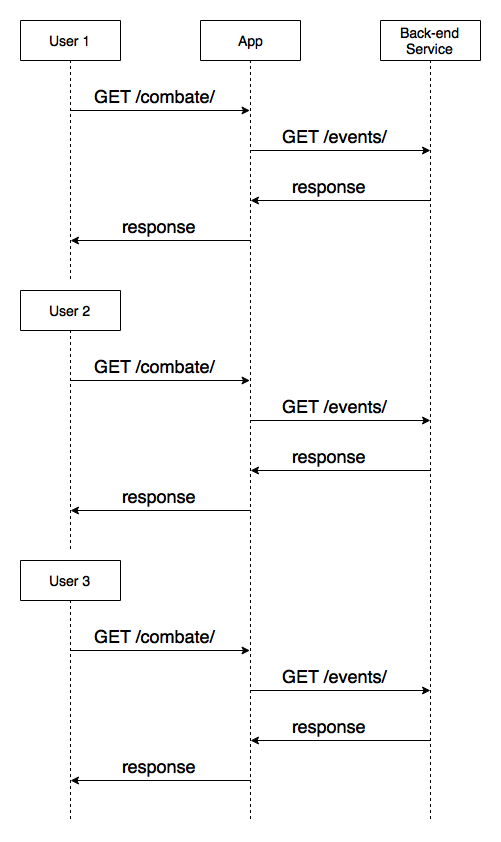 User 1
App
Back-end
Service
GET /combate/
GET /events/
response
response
User 2
GET /combate/
GET /events/
response
response
User 3
GET /combate/
GET /events/
response
response